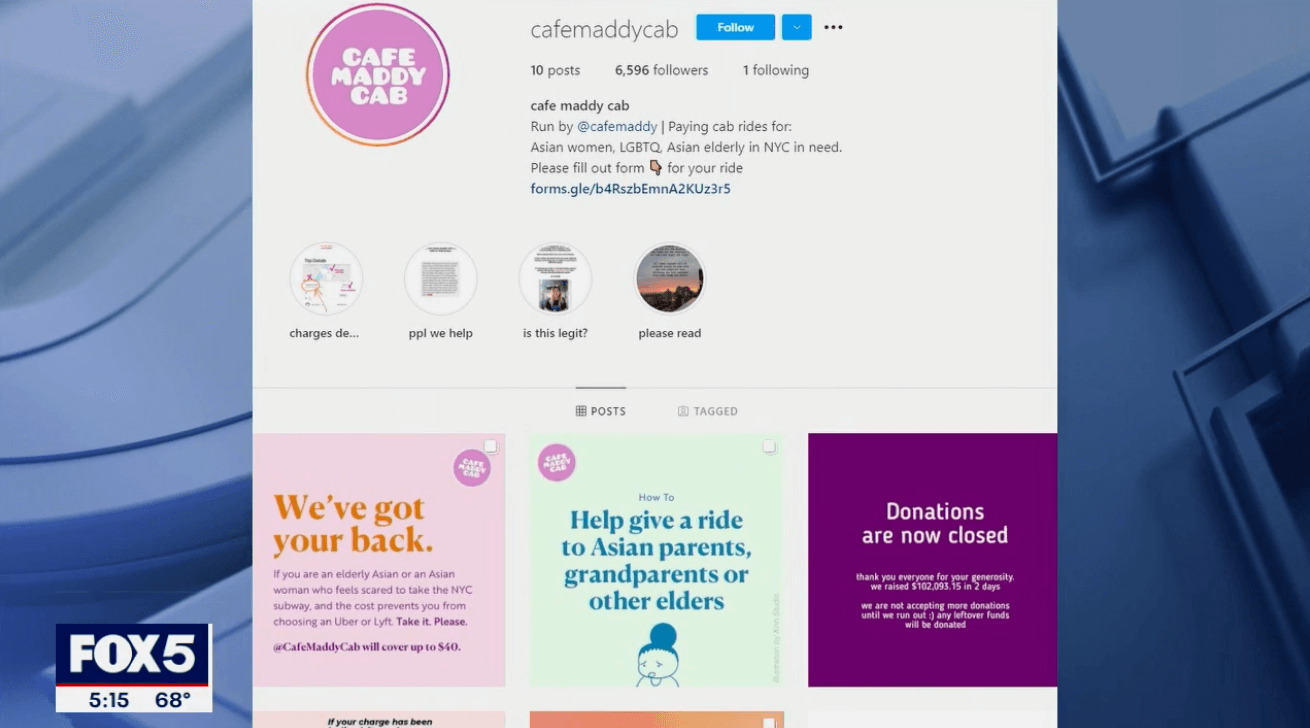 CAFE
MADDY
CAB
cafemaddycab
Follow
10 posts 6,596 followers 1 following
cafe maddy cab
Run by @cafemaddy | Paying cab rides for:
Asian women, LGBTQ, Asian elderly in NYC in need.
Please fill out form 👇🏽 for your ride
forms.gle/b4RszbEmnA2KUz3r5
charges de...
ppl we help
is this legit?
please read
POSTS
TAGGED
CAFE
MADDY
CAB
We've got
your back.
If you are an elderly Asian or an Asian
woman who feels scared to take the NYC
subway, and the cost prevents you from
choosing an Uber or Lyft. Take it. Please.
@CafeMaddyCab will cover up to $40.
CAFE
MADDY
CAB
How To
Help give a ride
to Asian parents,
grandparents or
other elders
Donations
are now closed
thank you everyone for your generosity.
we raised $102,093.15 in 2 days
we are not accepting more donations
until we run out :) any leftover funds
will be donated
If your charge has been
FOX5
5:15 68°